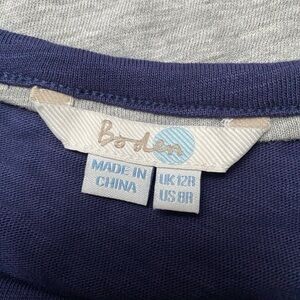 Boden
MADE IN
CHINA
UK 12R
US 8R